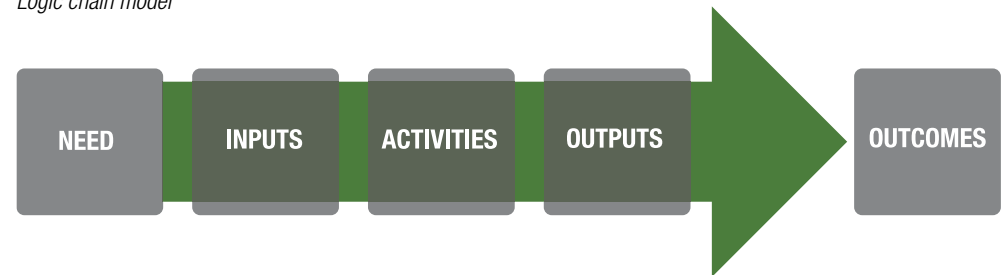 Logic chain model
NEED
INPUTS
ACTIVITIES
OUTPUTS
OUTCOMES